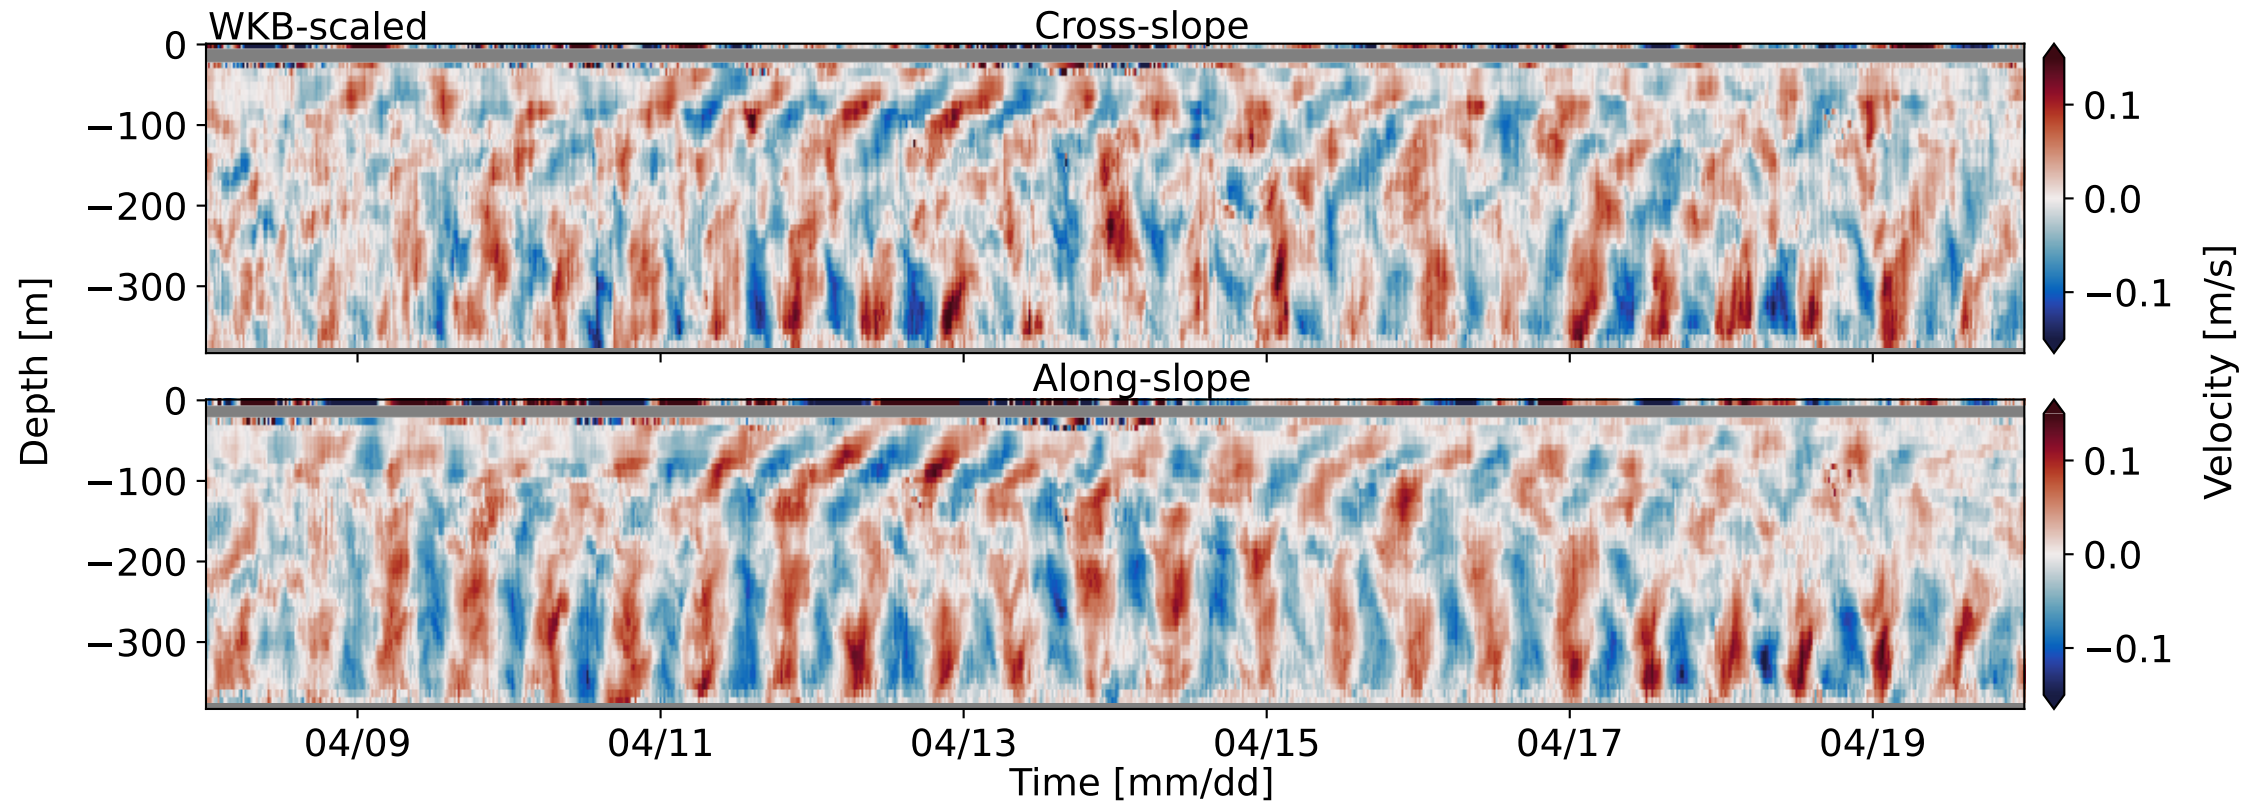 WKB-scaled
Cross-slope
0
−100
−200
−300
0.1
0.0
−0.1
Along-slope
0
−100
−200
−300
0.1
0.0
−0.1
Depth [m]
Velocity [m/s]
04/09 04/11 04/13 04/15 04/17 04/19
Time [mm/dd]